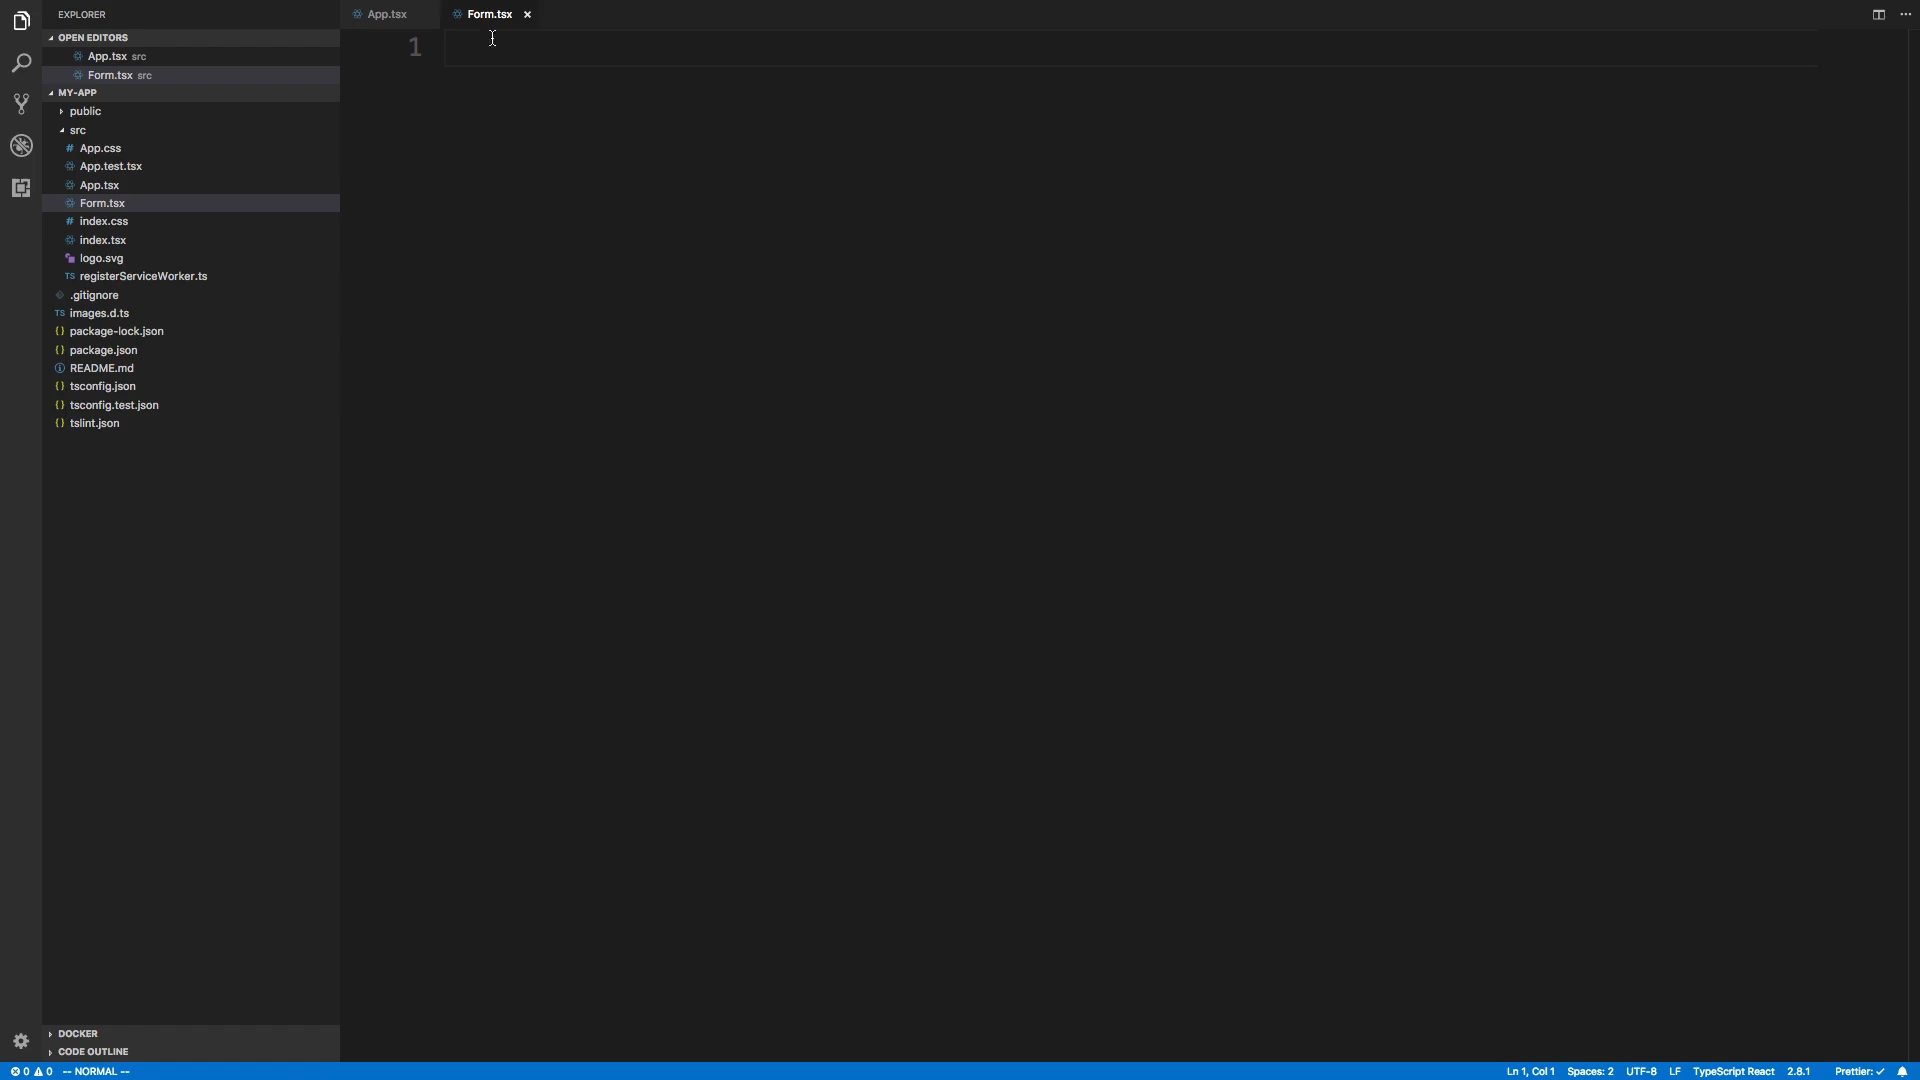 EXPLORER
OPEN EDITORS
App.tsx src
Form.tsx src
MY-APP
public
src
# App.css
App.test.tsx
App.tsx
Form.tsx
# index.css
index.tsx
logo.svg
TS registerServiceWorker.ts
.gitignore
TS images.d.ts
{} package-lock.json
{} package.json
README.md
{} tsconfig.json
{} tsconfig.test.json
{} tslint.json
DOCKER
CODE OUTLINE
App.tsx
Form.tsx ×
1
0 0 -- NORMAL --
Ln 1, Col 1 Spaces: 2 UTF-8 LF TypeScript React 2.8.1 Prettier: ✓